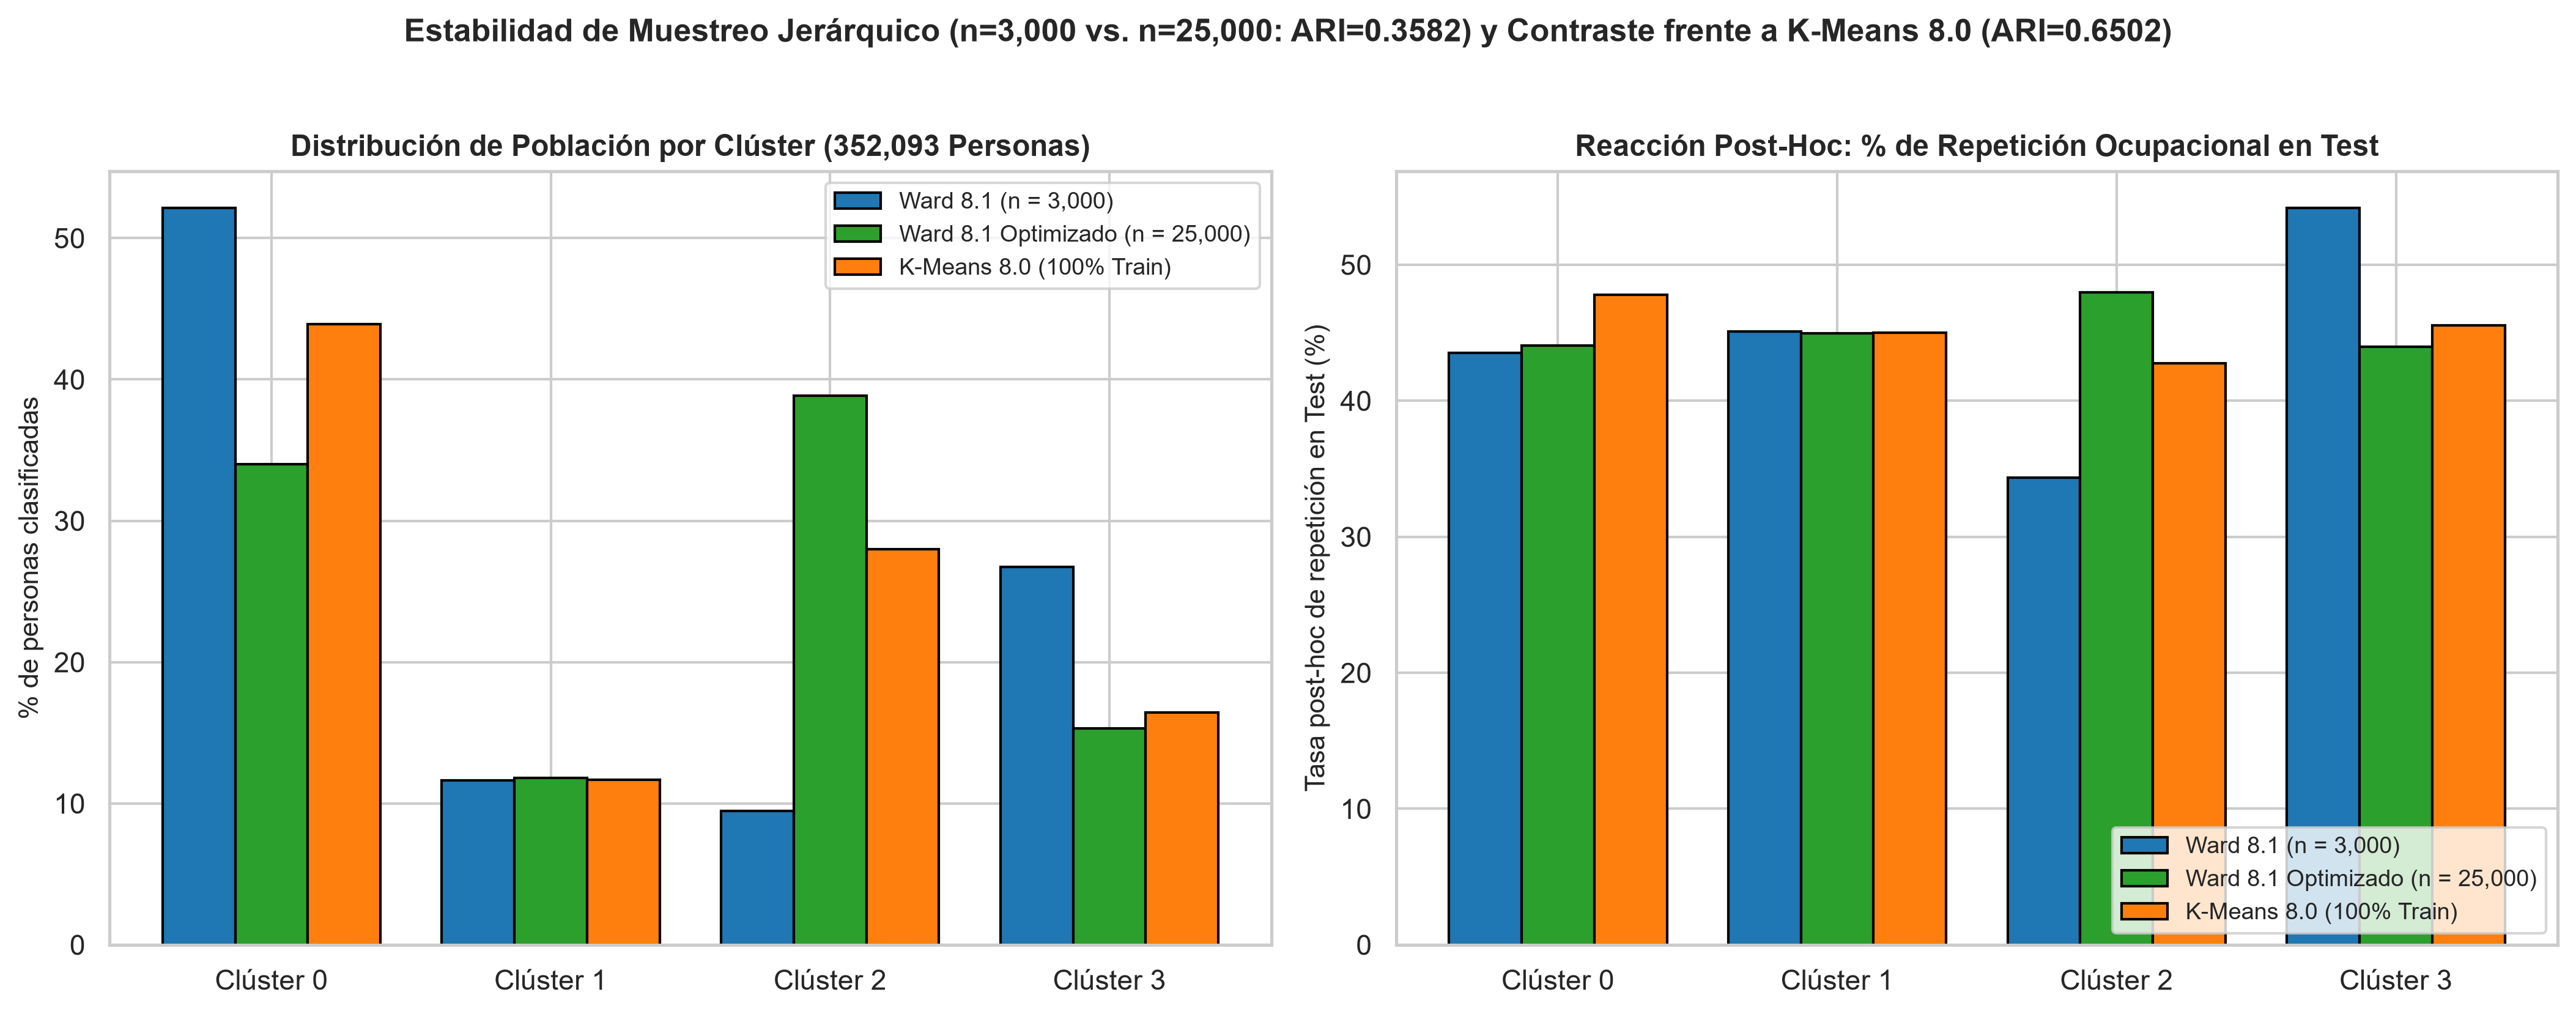 Estabilidad de Muestreo Jerárquico (n=3,000 vs. n=25,000: ARI=0.3582) y Contraste frente a K-Means 8.0 (ARI=0.6502)
Distribución de Población por Clúster (352,093 Personas)
% de personas clasificadas
50
40
30
20
10
0
Ward 8.1 (n = 3,000)
Ward 8.1 Optimizado (n = 25,000)
K-Means 8.0 (100% Train)
Clúster 0
Clúster 1
Clúster 2
Clúster 3
Reacción Post-Hoc: % de Repetición Ocupacional en Test
Tasa post-hoc de repetición en Test (%)
50
40
30
20
10
0
Ward 8.1 (n = 3,000)
Ward 8.1 Optimizado (n = 25,000)
K-Means 8.0 (100% Train)
Clúster 0
Clúster 1
Clúster 2
Clúster 3